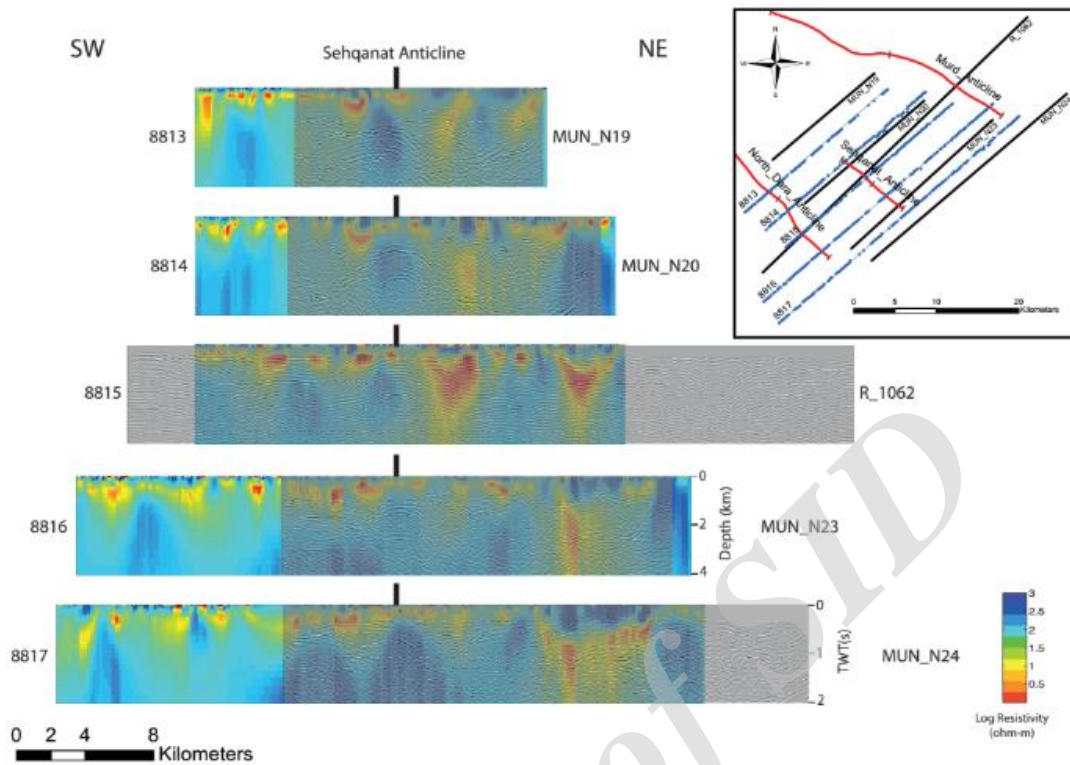 SW
Sehqanat Anticline
NE
8813
MUN_N19
8814
MUN_N20
8815
R_1062
8816
MUN_N23
0
2
4
Depth (km)
8817
MUN_N24
0
1
2
TWT(s)
0 2 4 8
Kilometers
3
2.5
2
1.5
1
0.5
Log Resistivity
(ohm-m)
N
W E
S
R_1062
Murd_Anticline
MUN_N19
MUN_N20
MUN_N23
MUN_N24
North_Dara_Anticline
Sehqanat_Anticline
8813
8814
8815
8816
8817
0 5 10 20
Kilometers
of SID